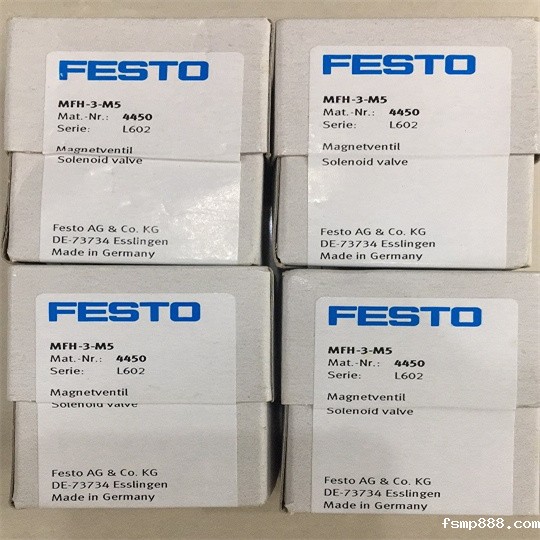 FESTO
MFH-3-M5
Mat.-Nr.: 4450
Serie: L602
Magnetventil
Solenoid valve
Festo AG & Co. KG
DE-73734 Esslingen
Made in Germany
FESTO
MFH-3-M5
Mat.-Nr.: 4450
Serie: L602
Magnetventil
Solenoid valve
Festo AG & Co. KG
DE-73734 Esslingen
Made in Germany
FESTO
MFH-3-M5
Mat.-Nr.: 4450
Serie: L602
Magnetventil
Solenoid valve
Festo AG & Co. KG
DE-73734 Esslingen
Made in Germany
FESTO
MFH-3-M5
Mat.-Nr.: 4450
Serie: L602
Magnetventil
Solenoid valve
Festo AG & Co. KG
DE-73734 Esslingen
Made in Germany
fsmp888.com